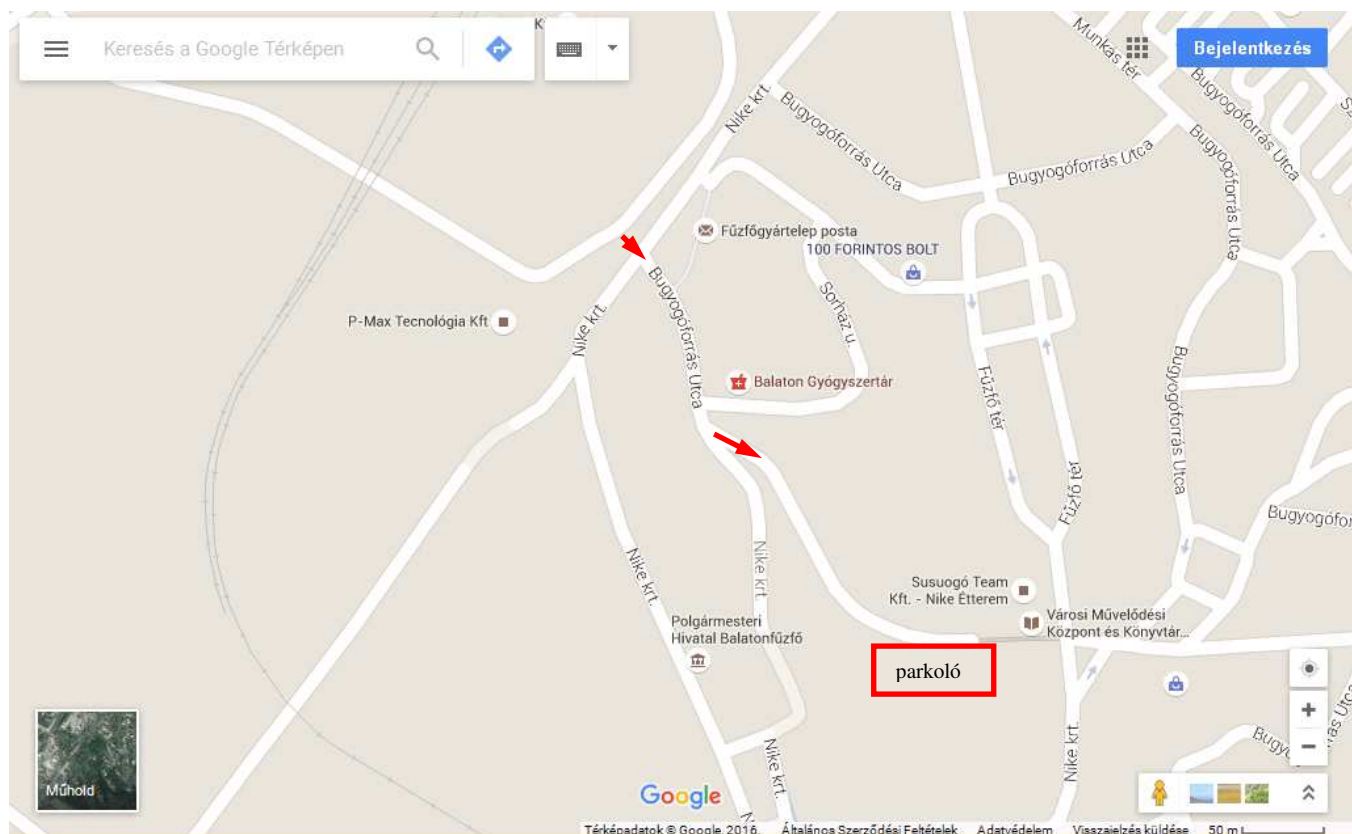 Keresés a Google Térképen
K
Bejelentkezés
Munkás tér
Nike krt.
Bugyogóforrás Utca
Bugyogóforrás Utca
Bugyogóforrás Utca
Bugyogóforrás Utca
Fűzfőgyártelep posta
100 FORINTOS BOLT
Bugyogóforrás Utca
Sorház u.
P-Max Tecnológia Kft
Nike krt.
Balaton Gyógyszertár
Fűzfő tér
Bugyogóforrás Utca
Fűzfő tér
Bugyogófor
Nike krt.
Nike krt.
Susuogó Team
Kft. - Nike Étterem
Városi Művelődési
Központ és Könyvtár...
Polgármesteri
Hivatal Balatonfűzfő
parkoló
Nike krt.
Nike krt.
Műhold
Google
Térképadatok © Google, 2016.
Általános Szerződési Feltételek
Adatvédelem
Visszajelzés küldése
50 m